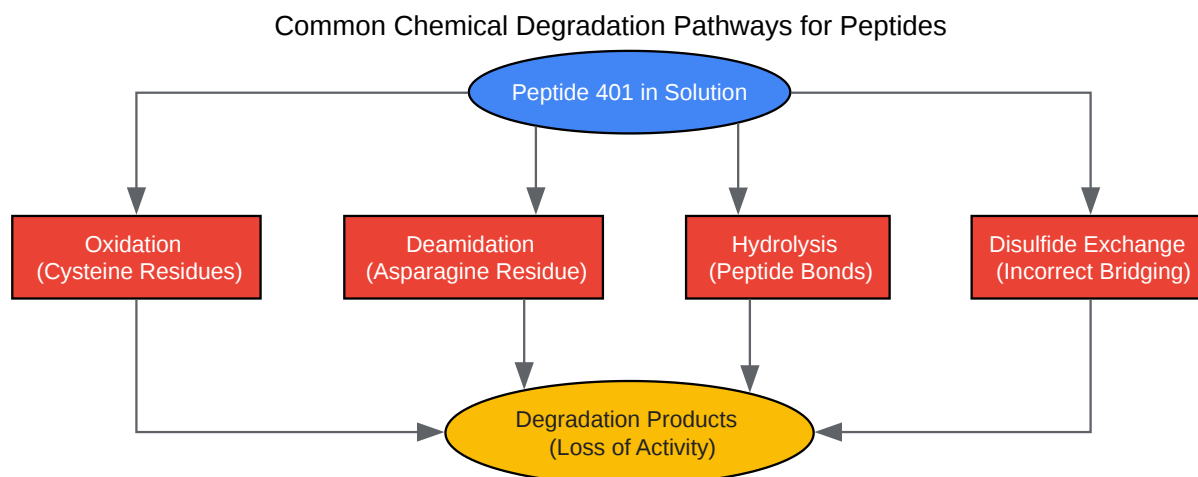 Common Chemical Degradation Pathways for Peptides
Peptide 401 in Solution
Oxidation
(Cysteine Residues)
Deamidation
(Asparagine Residue)
Hydrolysis
(Peptide Bonds)
Disulfide Exchange
(Incorrect Bridging)
Degradation Products
(Loss of Activity)